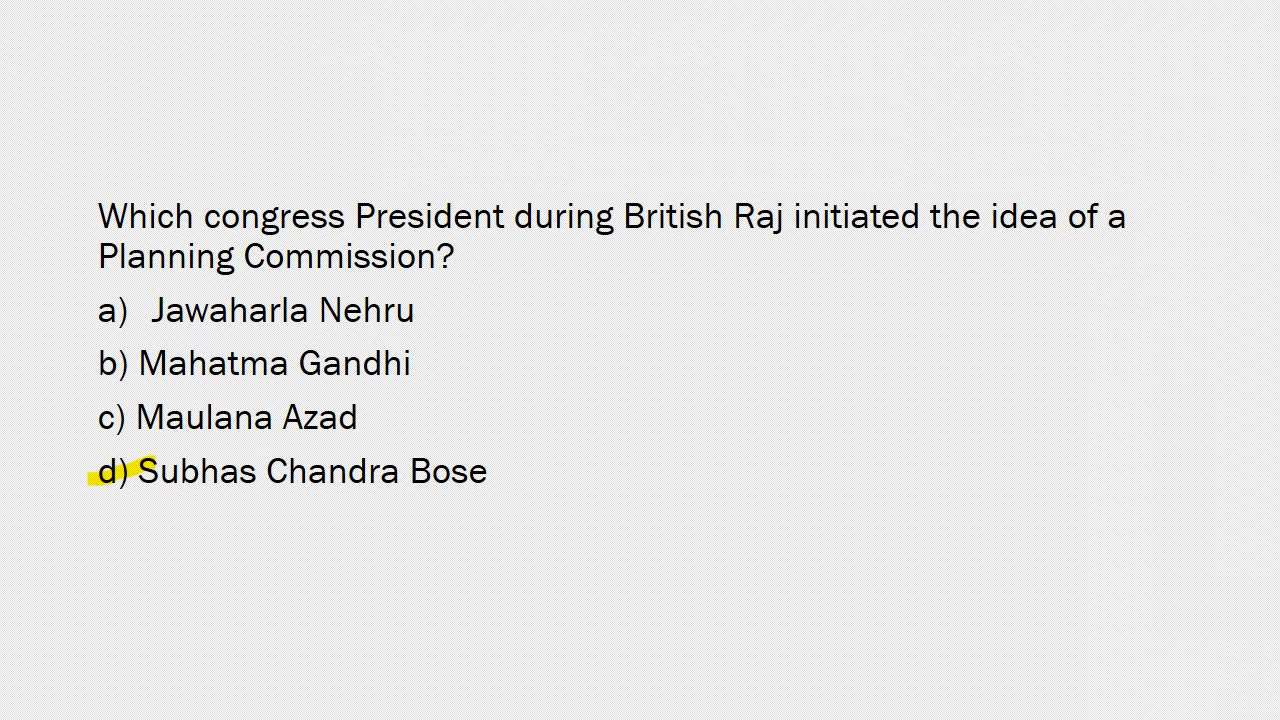 Which congress President during British Raj initiated the idea of a
Planning Commission?
a) Jawaharla Nehru
b) Mahatma Gandhi
c) Maulana Azad
d) Subhas Chandra Bose